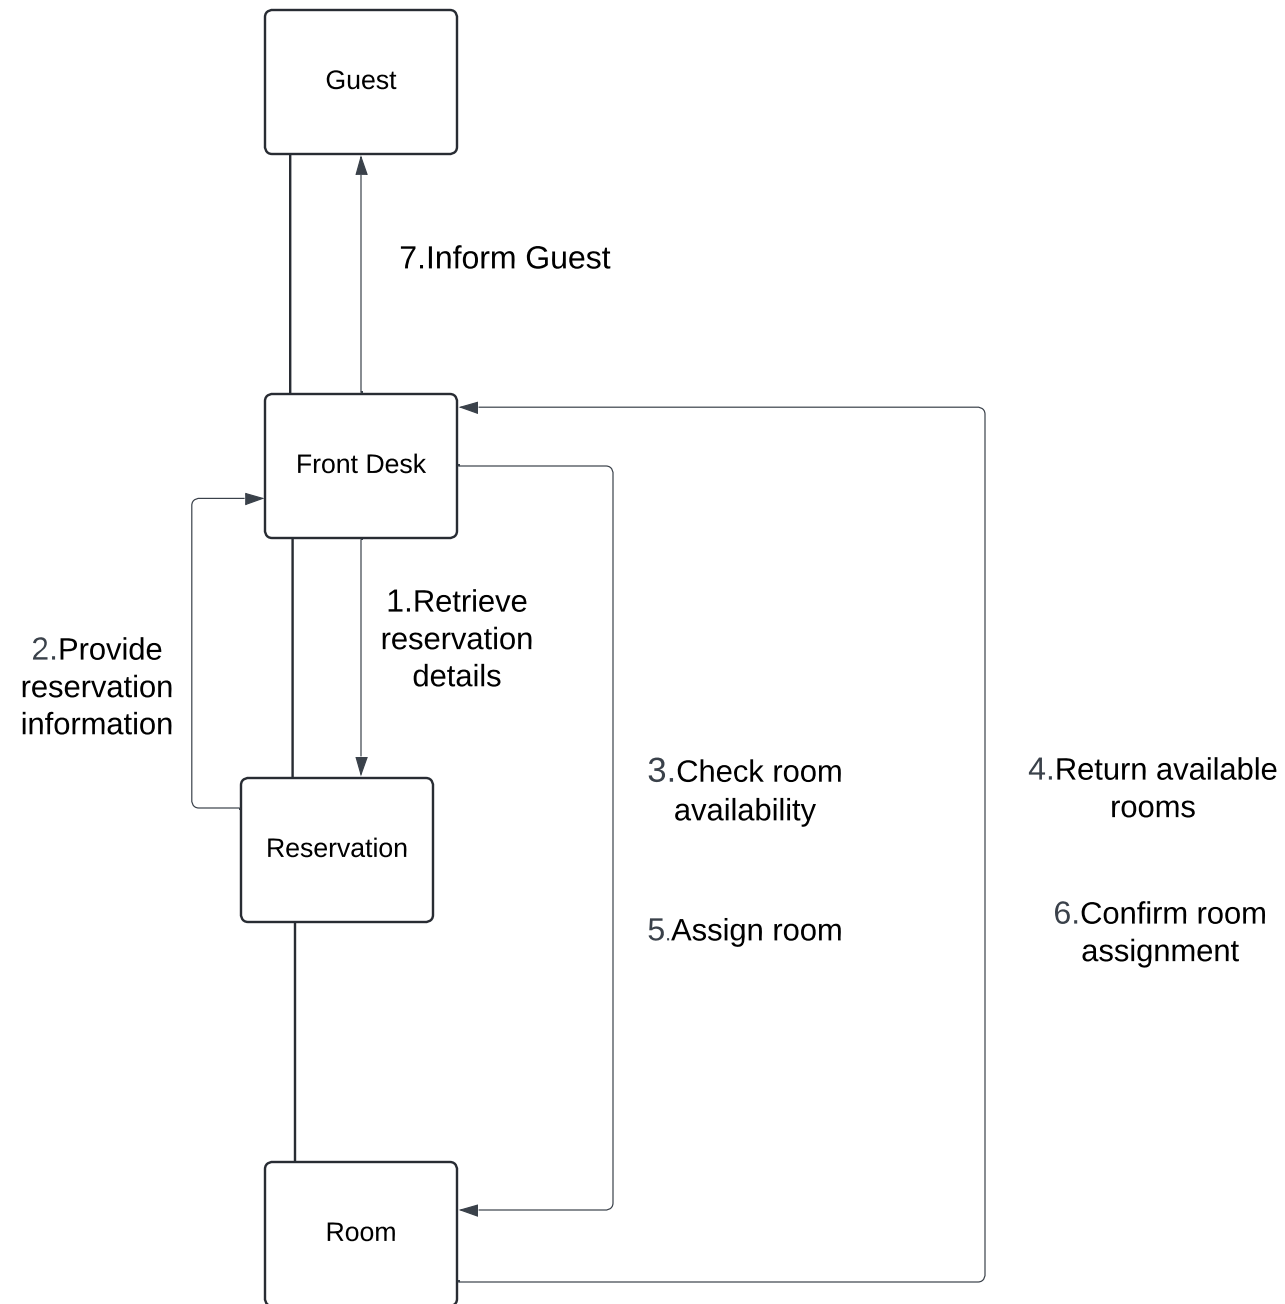 Guest
7.Inform Guest
Front Desk
1.Retrieve
reservation
details
2.Provide
reservation
information
3.Check room
availability
4.Return available
rooms
Reservation
5.Assign room
6.Confirm room
assignment
Room